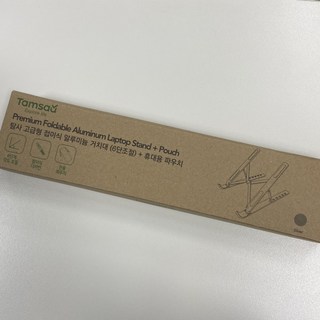 Tamsaa
Premium Foldable Aluminum Laptop Stand + Pouch
탐사 고급형 접이식 알루미늄 거치대 (6단조절) + 휴대용 파우치